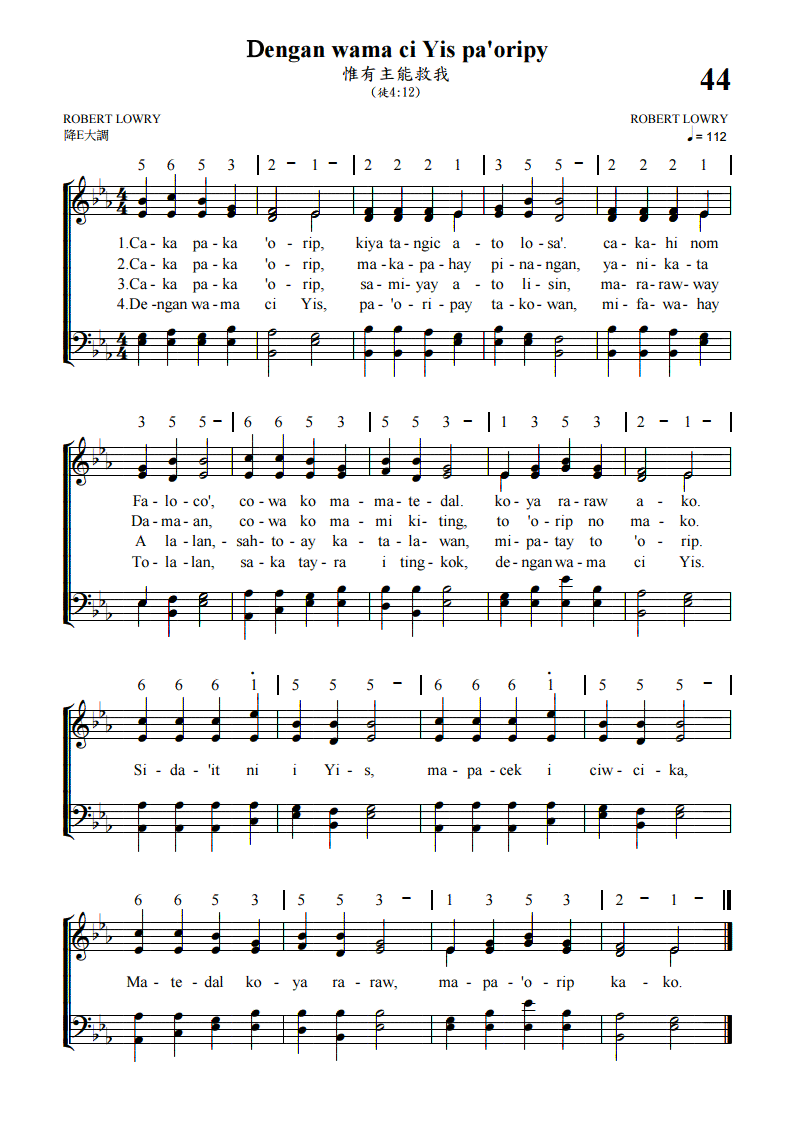 Dengan wama ci Yis pa'oripy
惟有主能救我
(徒4:12)
44
ROBERT LOWRY
ROBERT LOWRY
降E大調
♩ = 112
5 6 5 3 | 2 - 1 - | 2 2 2 1 | 3 5 5 - | 2 2 2 1 |
1.Ca - ka pa - ka 'o - rip, kiya ta - ngic a - to lo - sa'. ca - ka - hi nom
2.Ca - ka pa - ka 'o - rip, ma - ka - pa - hay pi - na - ngan, ya - ni - ka - ta
3.Ca - ka pa - ka 'o - rip, sa - mi - yay a - to li - sin, ma - ra - raw - way
4.De - ngan wa - ma ci Yis, pa - 'o - ri - pay ta - ko - wan, mi - fa - wa - hay
3 5 5 - | 6 6 5 3 | 5 5 3 - | 1 3 5 3 | 2 - 1 - |
Fa - lo - co', co - wa ko ma - ma - te - dal. ko - ya ra - raw a - ko.
Da - ma - an, co - wa ko ma - mi ki - ting, to 'o - rip no ma - ko.
A la - lan, - sah - to - ay ka - ta - la - wan, mi - pa - tay to 'o - rip.
To - la - lan, sa - ka tay - ra i ting - kok, de - ngan wa - ma ci Yis.
6 6 6 i | 5 5 5 - | 6 6 6 i | 5 5 5 - |
Si - da - 'it ni i Yi - s, ma - pa - cek i ciw - ci - ka,
6 6 5 3 | 5 5 3 - | 1 3 5 3 | 2 - 1 - ||
Ma - te - dal ko - ya ra - raw, ma - pa - 'o - rip ka - ko.